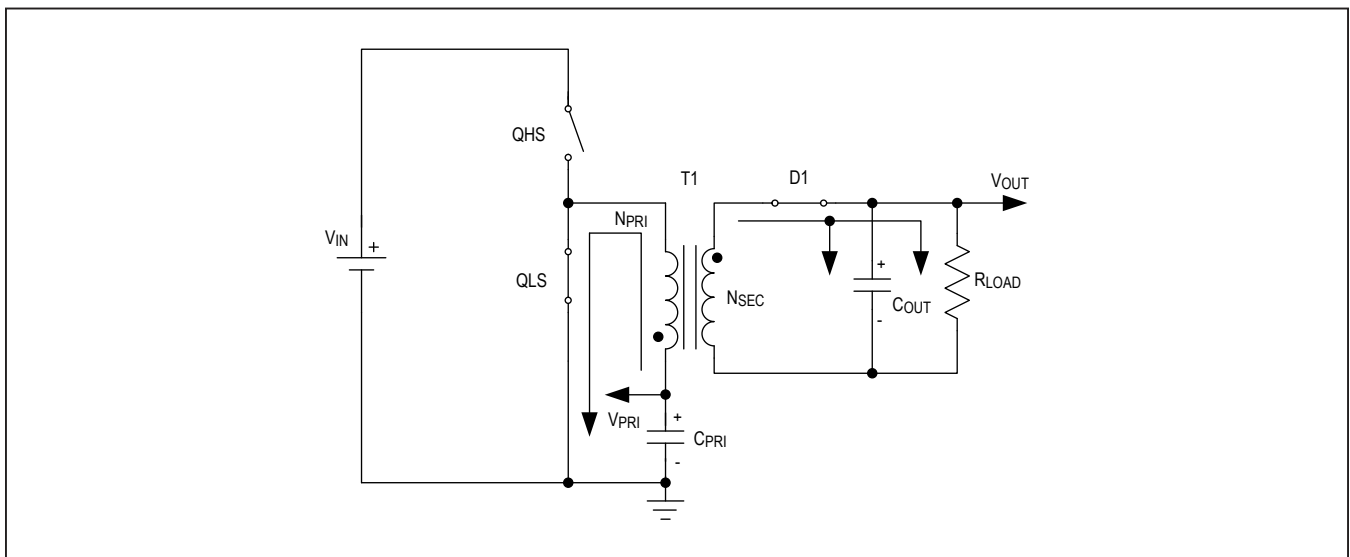 QHS
T1
D1
VOUT
NPRI
VIN
+
QLS
NSEC
+
COUT
-
RLOAD
VPRI
+
CPRI
-